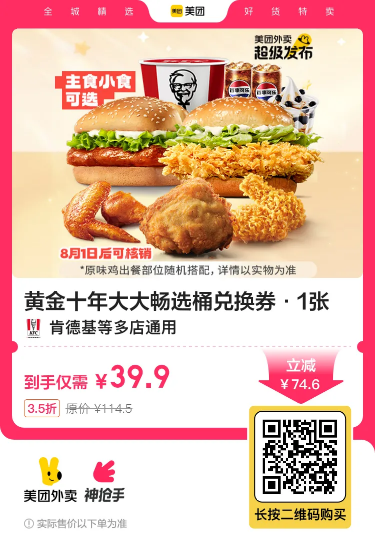 全城精选 美团 美团 好货特卖
美团外卖
超级发布
主食小食
可选
KFC
8月1日后可核销
*原味鸡出餐部位随机搭配，详情以实物为准
黄金十年大大畅选桶兑换券·1张
KFC
肯德基等多店通用
到手仅需 ¥39.9
立减
¥74.6
3.5折 原价 ¥114.5
美团外卖 神抢手
长按二维码购买
ⓘ 实际售价以下单为准